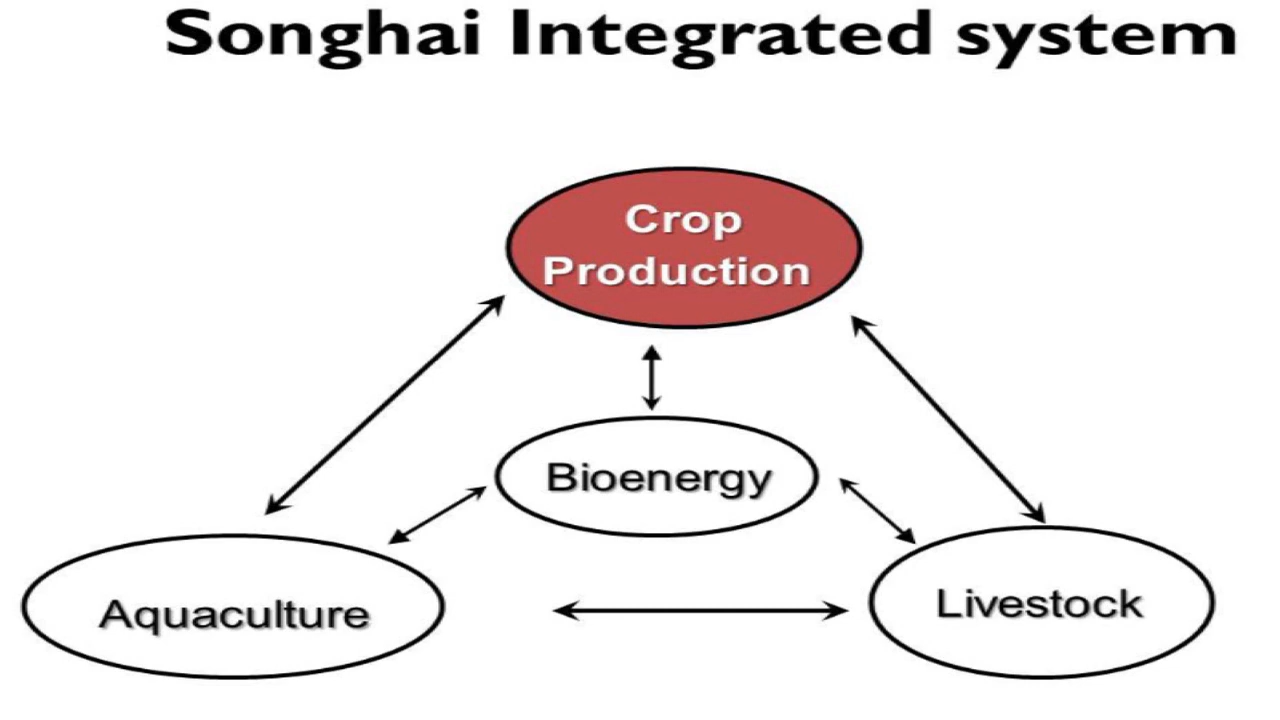 Songhai Integrated system
Crop
Production
Bioenergy
Aquaculture
Livestock